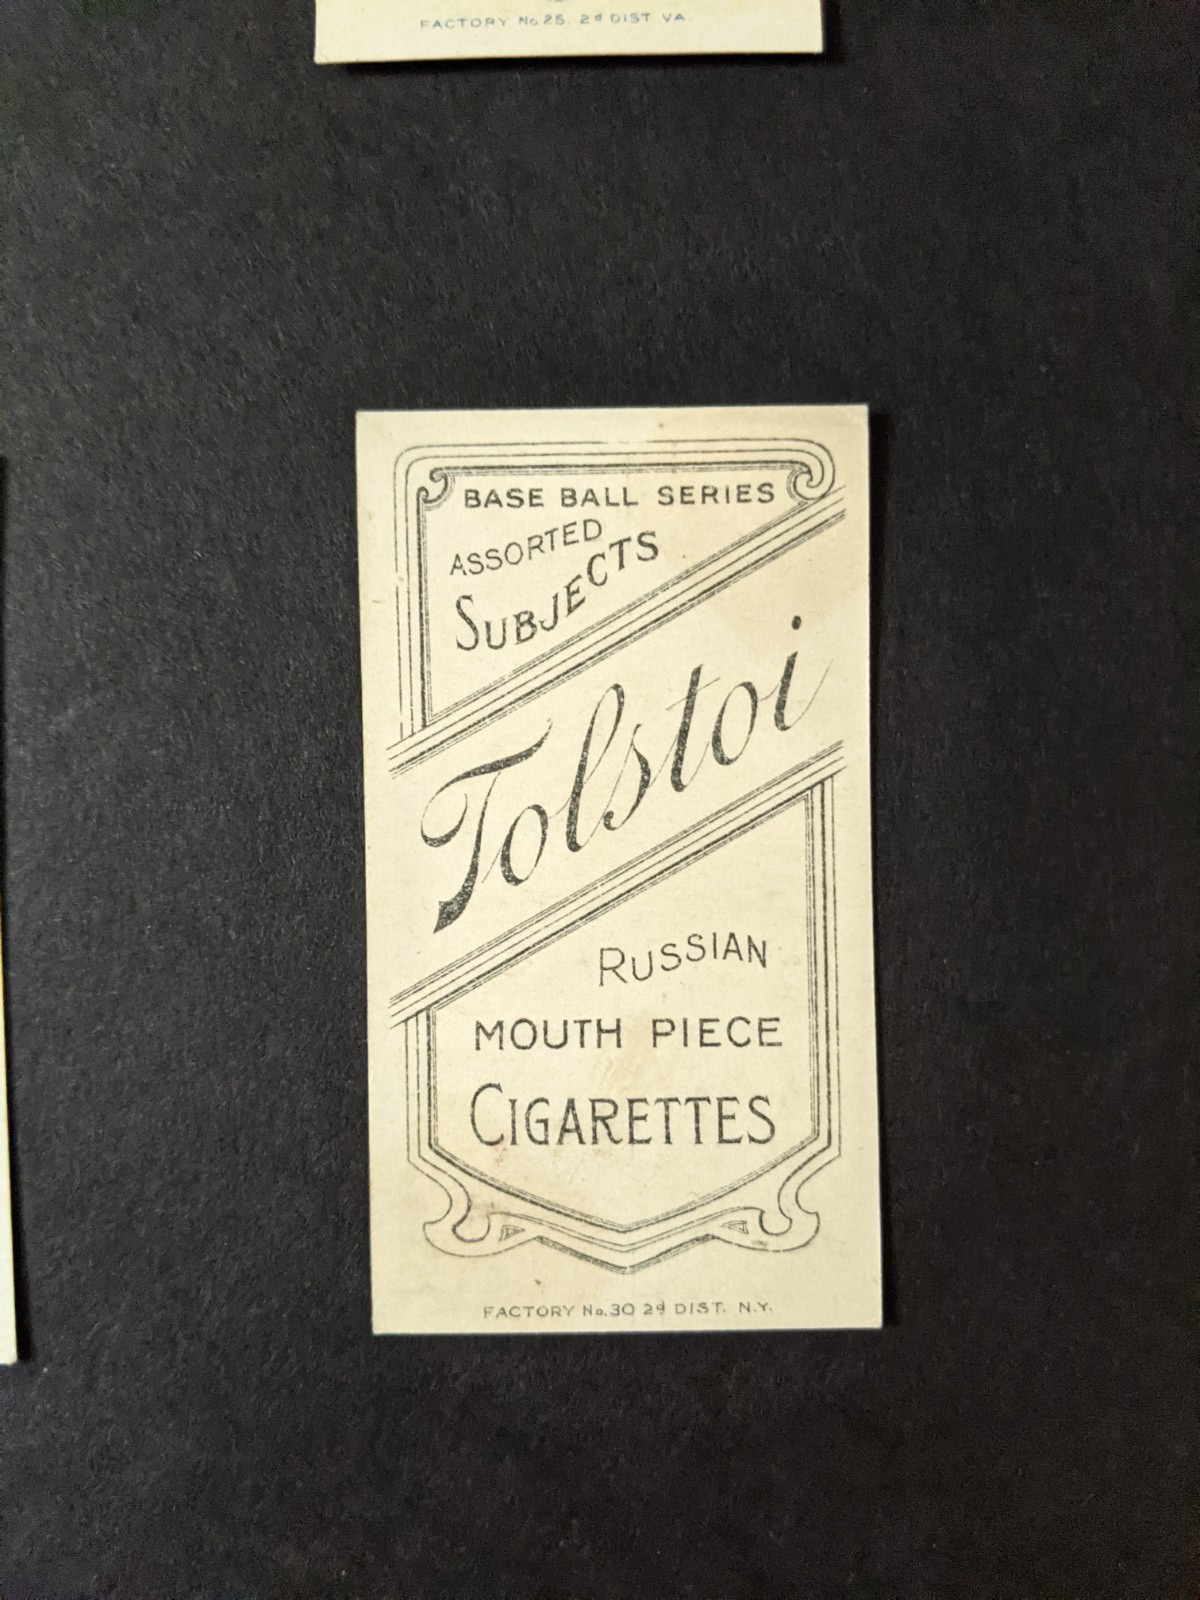 FACTORY No.25. 2d DIST VA.
BASE BALL SERIES
ASSORTED
SUBJECTS
Tolstoi
RUSSIAN
MOUTH PIECE
CIGARETTES
FACTORY No.30 2d DIST. N.Y.